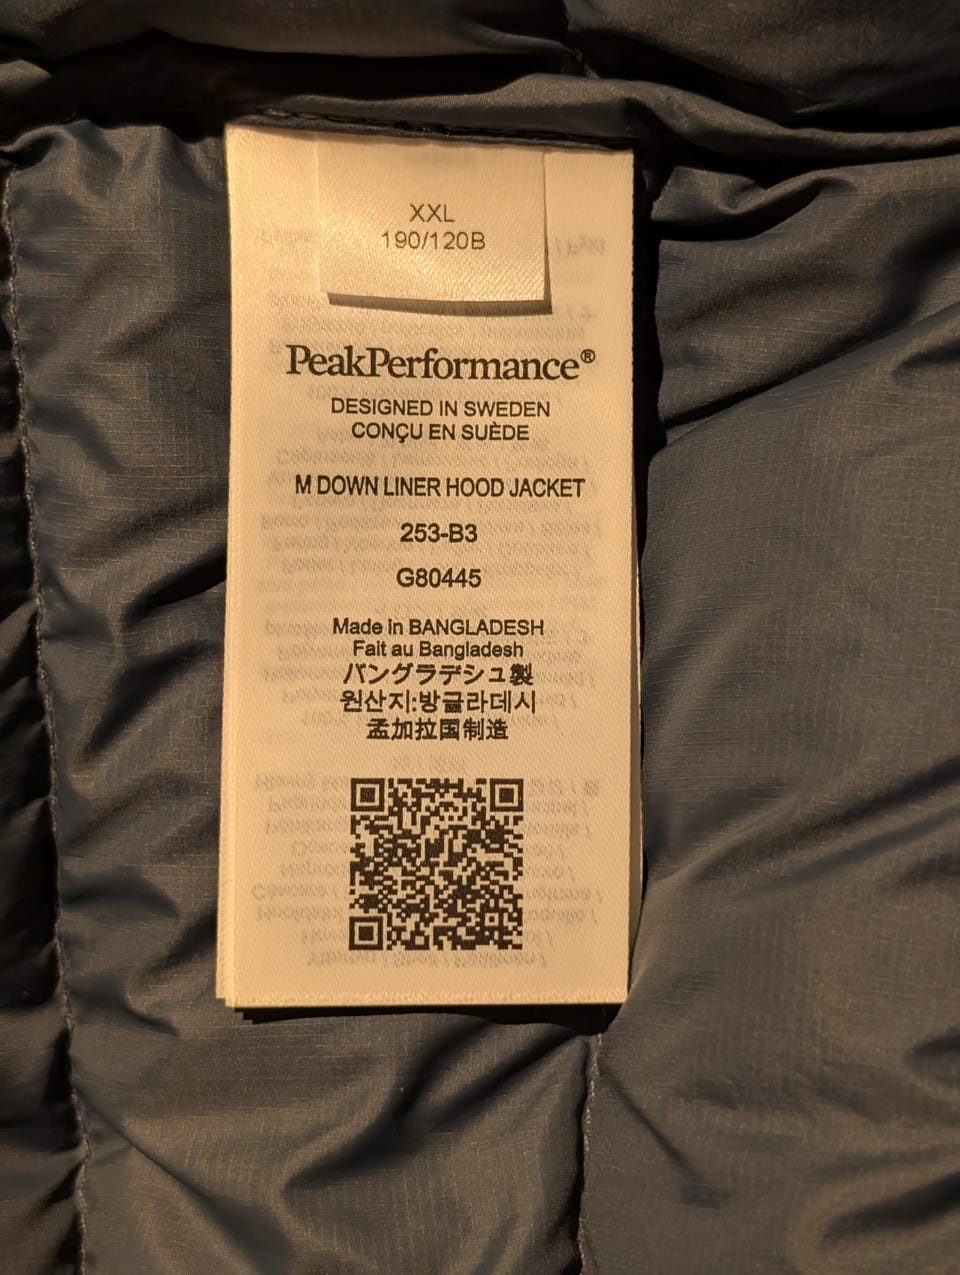 XXL
190/120B
PeakPerformance®
DESIGNED IN SWEDEN
CONÇU EN SUÈDE
M DOWN LINER HOOD JACKET
253-B3
G80445
Made in BANGLADESH
Fait au Bangladesh
バングラデシュ製
원산지:방글라데시
孟加拉国制造